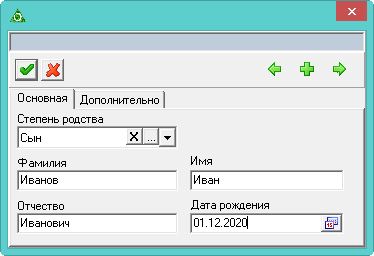 Основная Дополнительно
Степень родства
Сын
Фамилия Имя
Иванов Иван
Отчество Дата рождения
Иванович 01.12.2020